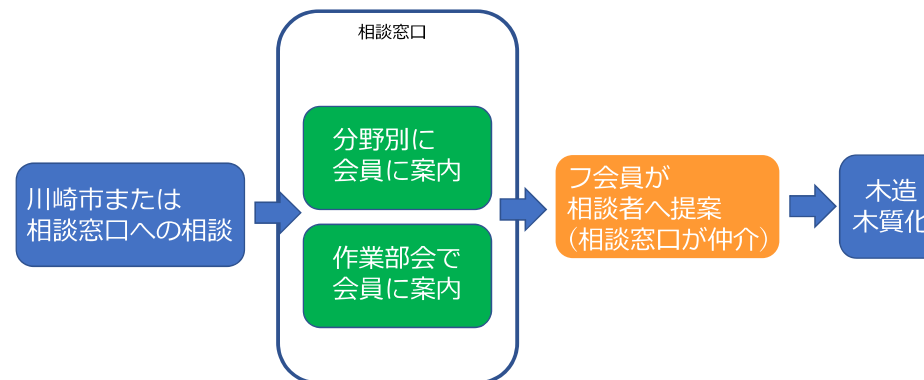 相談窓口
川崎市または
相談窓口への相談
分野別に
会員に案内
作業部会で
会員に案内
フ会員が
相談者へ提案
(相談窓口が仲介)
木造
木質化